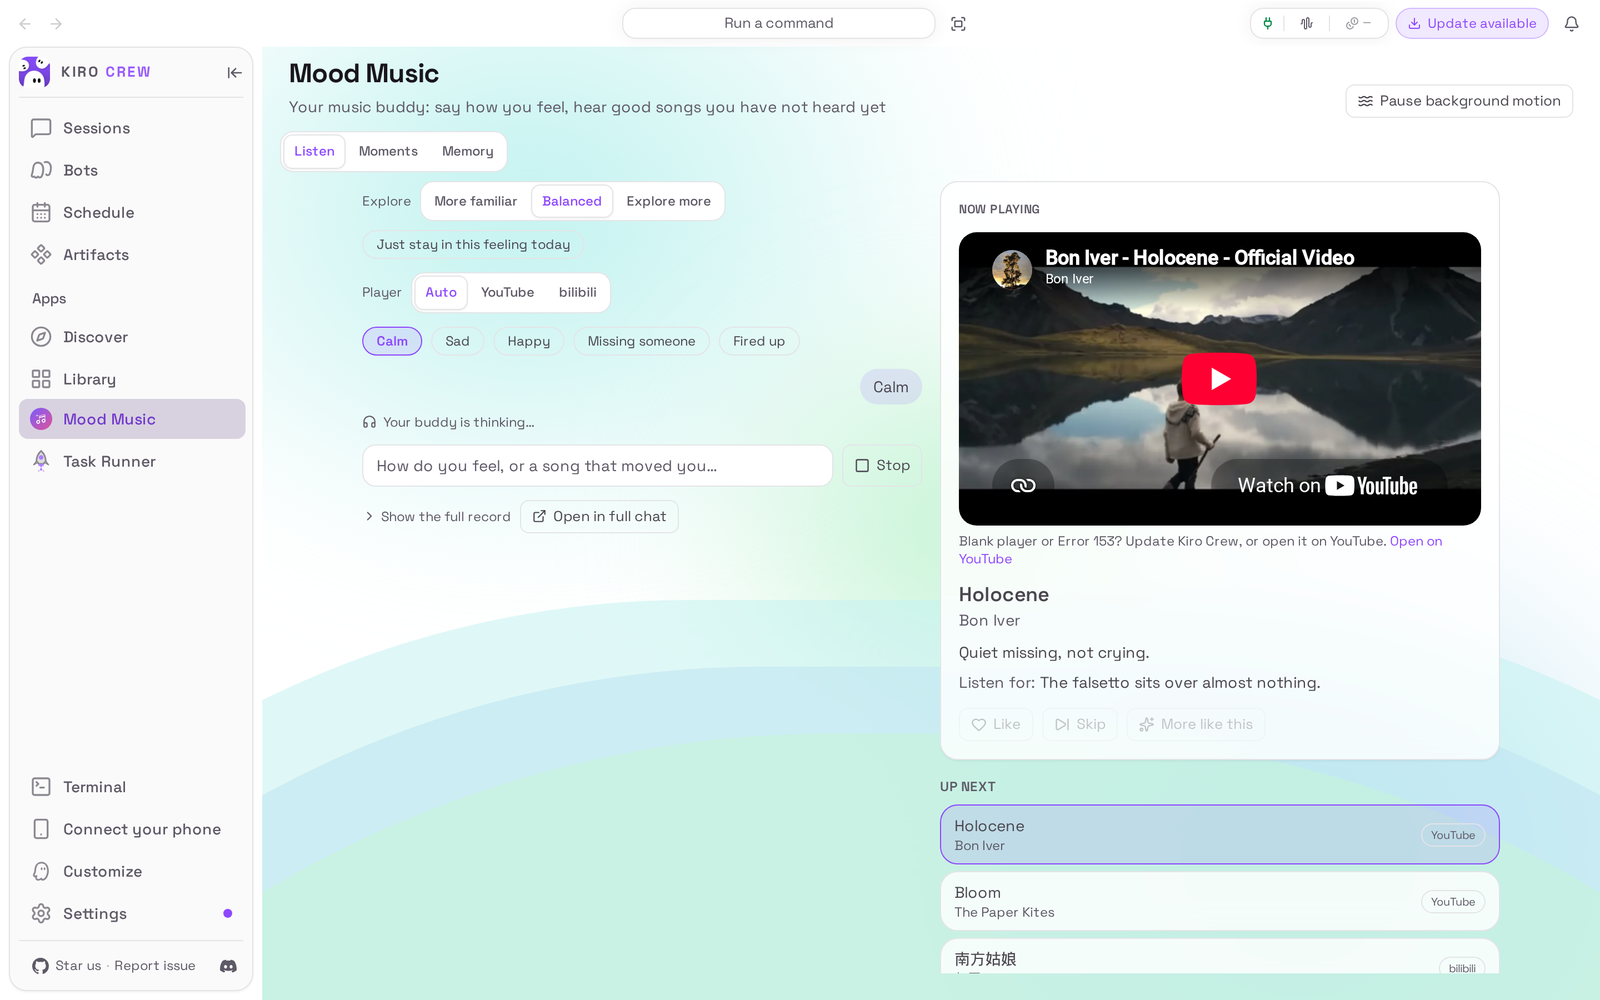 Run a command
Update available
KIRO CREW
Sessions
Bots
Schedule
Artifacts
Apps
Discover
Library
Mood Music
Task Runner
Terminal
Connect your phone
Customize
Settings
Star us · Report issue
Mood Music
Your music buddy: say how you feel, hear good songs you have not heard yet
Pause background motion
Listen Moments Memory
Explore More familiar Balanced Explore more
Just stay in this feeling today
Player Auto YouTube bilibili
Calm Sad Happy Missing someone Fired up
Calm
Your buddy is thinking...
How do you feel, or a song that moved you...
Stop
Show the full record
Open in full chat
NOW PLAYING
Bon Iver - Holocene - Official Video
Bon Iver
Watch on YouTube
Blank player or Error 153? Update Kiro Crew, or open it on YouTube. Open on
YouTube
Holocene
Bon Iver
Quiet missing, not crying.
Listen for: The falsetto sits over almost nothing.
Like Skip More like this
UP NEXT
Holocene
Bon Iver
YouTube
Bloom
The Paper Kites
YouTube
南方姑娘
bilibili